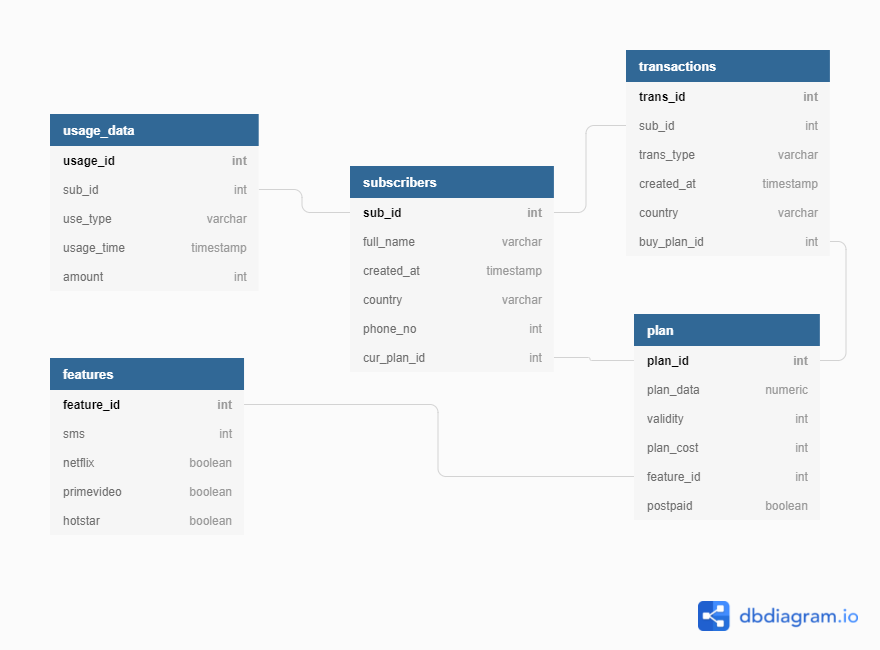 usage_data
usage_id int
sub_id int
use_type varchar
usage_time timestamp
amount int
features
feature_id int
sms int
netflix boolean
primevideo boolean
hotstar boolean
subscribers
sub_id int
full_name varchar
created_at timestamp
country varchar
phone_no int
cur_plan_id int
transactions
trans_id int
sub_id int
trans_type varchar
created_at timestamp
country varchar
buy_plan_id int
plan
plan_id int
plan_data numeric
validity int
plan_cost int
feature_id int
postpaid boolean
dbdiagram.io